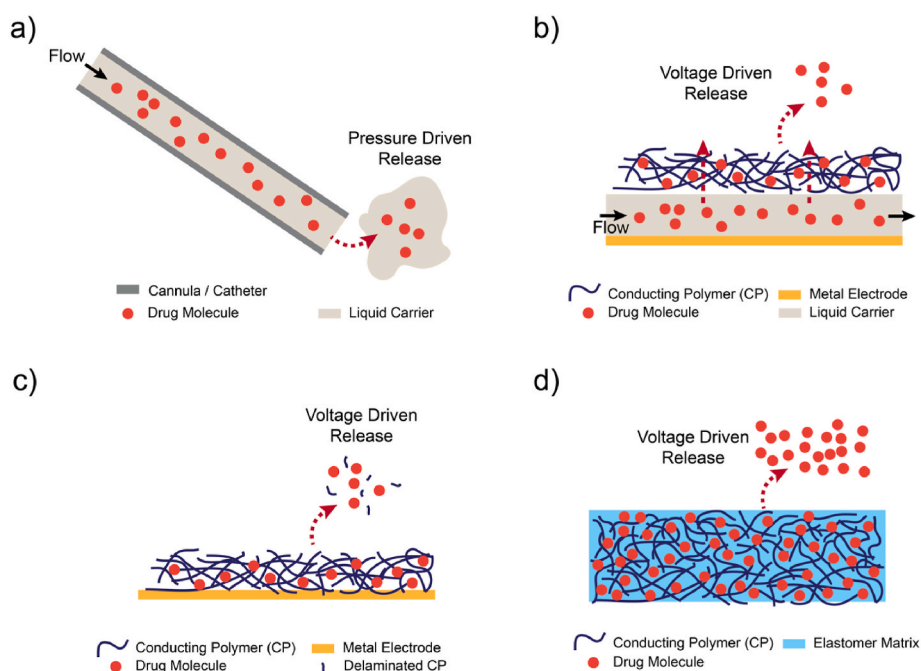 a)
Flow
Pressure Driven
Release
Cannula / Catheter
Drug Molecule
Liquid Carrier
b)
Voltage Driven
Release
Flow
Conducting Polymer (CP)
Metal Electrode
Drug Molecule
Liquid Carrier
c)
Voltage Driven
Release
Conducting Polymer (CP)
Metal Electrode
Drug Molecule
Delaminated CP
d)
Voltage Driven
Release
Conducting Polymer (CP)
Elastomer Matrix
Drug Molecule